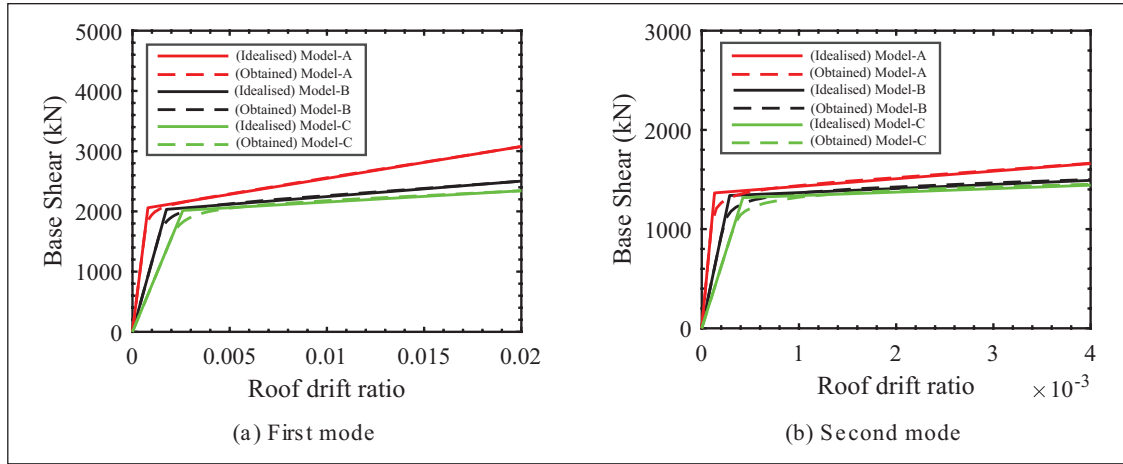 5000
4000
3000
2000
1000
0
Base Shear (kN)
(Idealised) Model-A
(Obtained) Model-A
(Idealised) Model-B
(Obtained) Model-B
(Idealised) Model-C
(Obtained) Model-C
0 0.005 0.01 0.015 0.02
Roof drift ratio
(a) First mode
3000
2000
1000
0
Base Shear (kN)
(Idealised) Model-A
(Obtained) Model-A
(Idealised) Model-B
(Obtained) Model-B
(Idealised) Model-C
(Obtained) Model-C
0 1 2 3 4
Roof drift ratio ×10⁻³
(b) Second mode